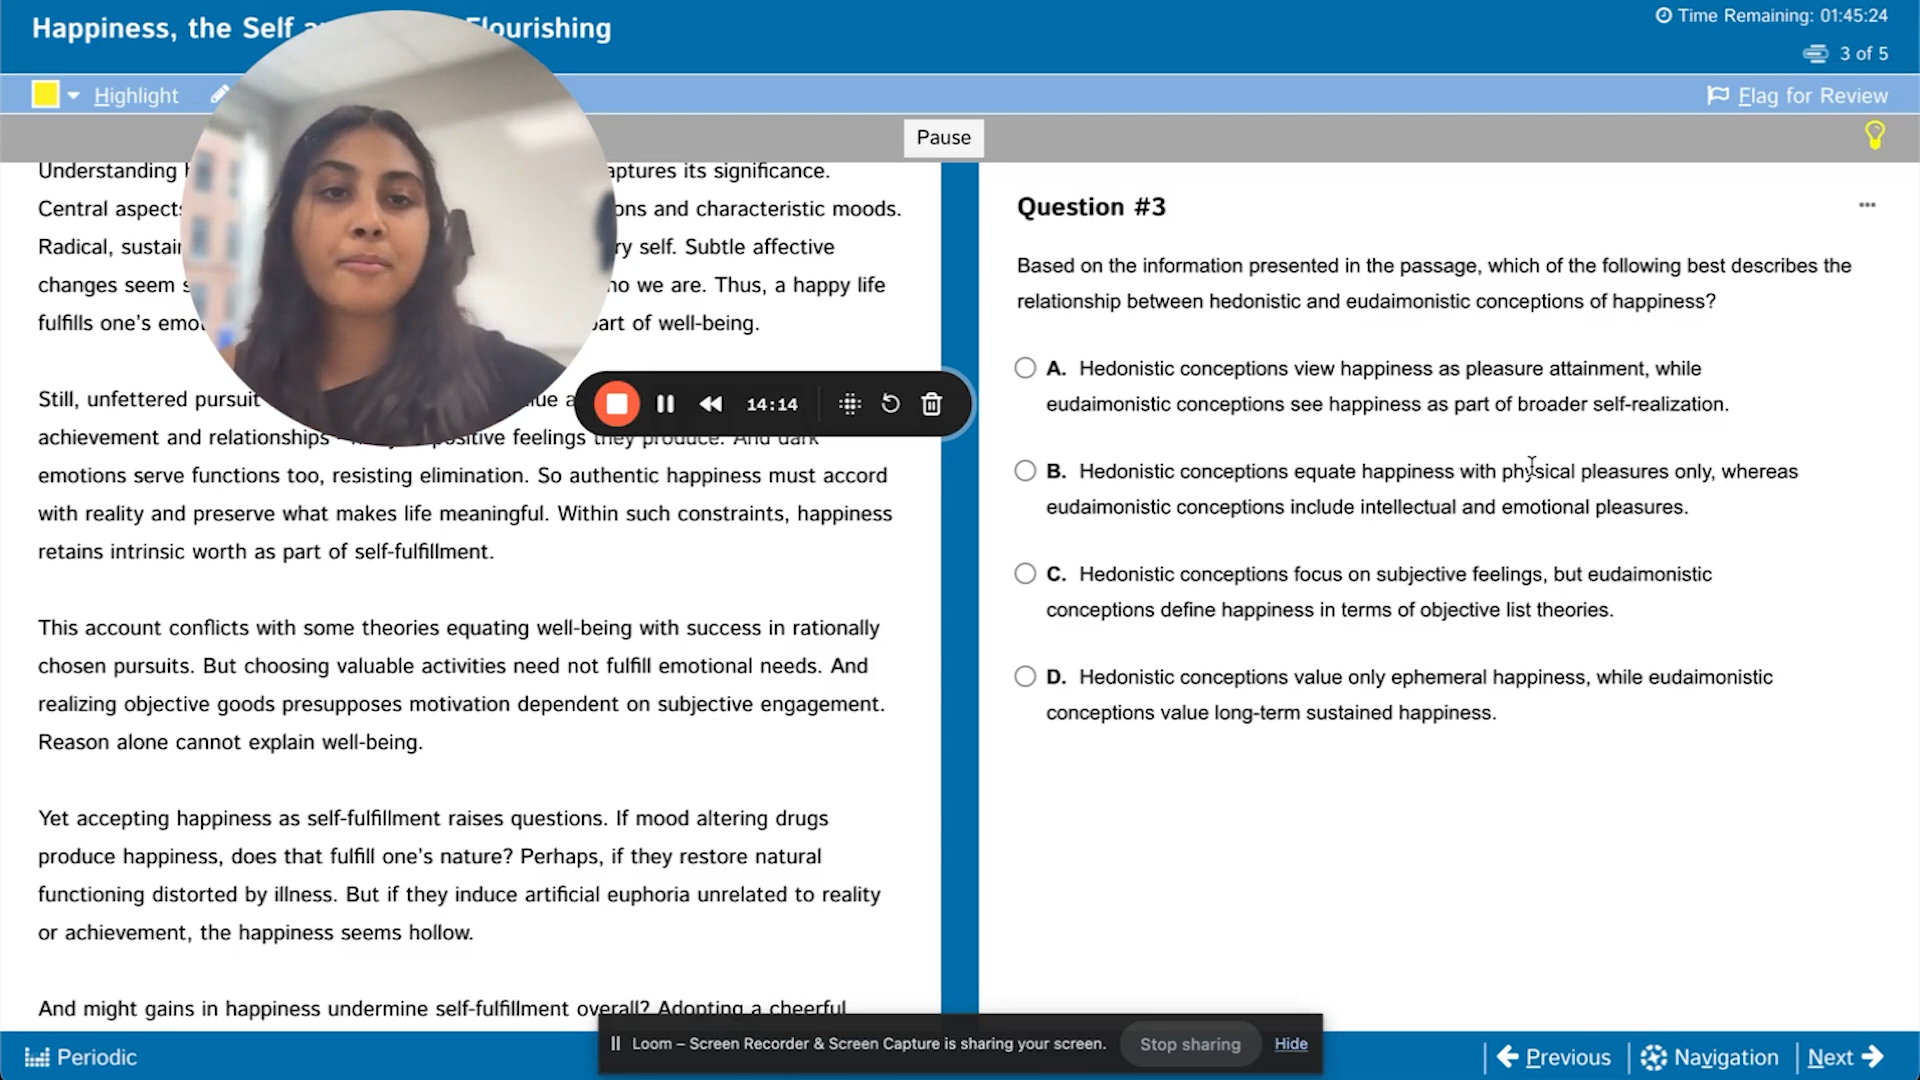 Happiness, the Self a lourishing
Time Remaining: 01:45:24
3 of 5
Highlight
Flag for Review
Pause
Understanding aptures its significance.
Central aspect ons and characteristic moods.
Radical, sustai ry self. Subtle affective
changes seem ho we are. Thus, a happy life
fulfills one's emo part of well-being.
Still, unfettered pursuit
achievement and relationships positive feelings they produce. And dark
emotions serve functions too, resisting elimination. So authentic happiness must accord
with reality and preserve what makes life meaningful. Within such constraints, happiness
retains intrinsic worth as part of self-fulfillment.
This account conflicts with some theories equating well-being with success in rationally
chosen pursuits. But choosing valuable activities need not fulfill emotional needs. And
realizing objective goods presupposes motivation dependent on subjective engagement.
Reason alone cannot explain well-being.
Yet accepting happiness as self-fulfillment raises questions. If mood altering drugs
produce happiness, does that fulfill one's nature? Perhaps, if they restore natural
functioning distorted by illness. But if they induce artificial euphoria unrelated to reality
or achievement, the happiness seems hollow.
And might gains in happiness undermine self-fulfillment overall? Adopting a cheerful
14:14
Question #3
Based on the information presented in the passage, which of the following best describes the
relationship between hedonistic and eudaimonistic conceptions of happiness?
A. Hedonistic conceptions view happiness as pleasure attainment, while
eudaimonistic conceptions see happiness as part of broader self-realization.
B. Hedonistic conceptions equate happiness with physical pleasures only, whereas
eudaimonistic conceptions include intellectual and emotional pleasures.
C. Hedonistic conceptions focus on subjective feelings, but eudaimonistic
conceptions define happiness in terms of objective list theories.
D. Hedonistic conceptions value only ephemeral happiness, while eudaimonistic
conceptions value long-term sustained happiness.
Loom – Screen Recorder & Screen Capture is sharing your screen.
Stop sharing
Hide
Periodic
Previous
Navigation
Next